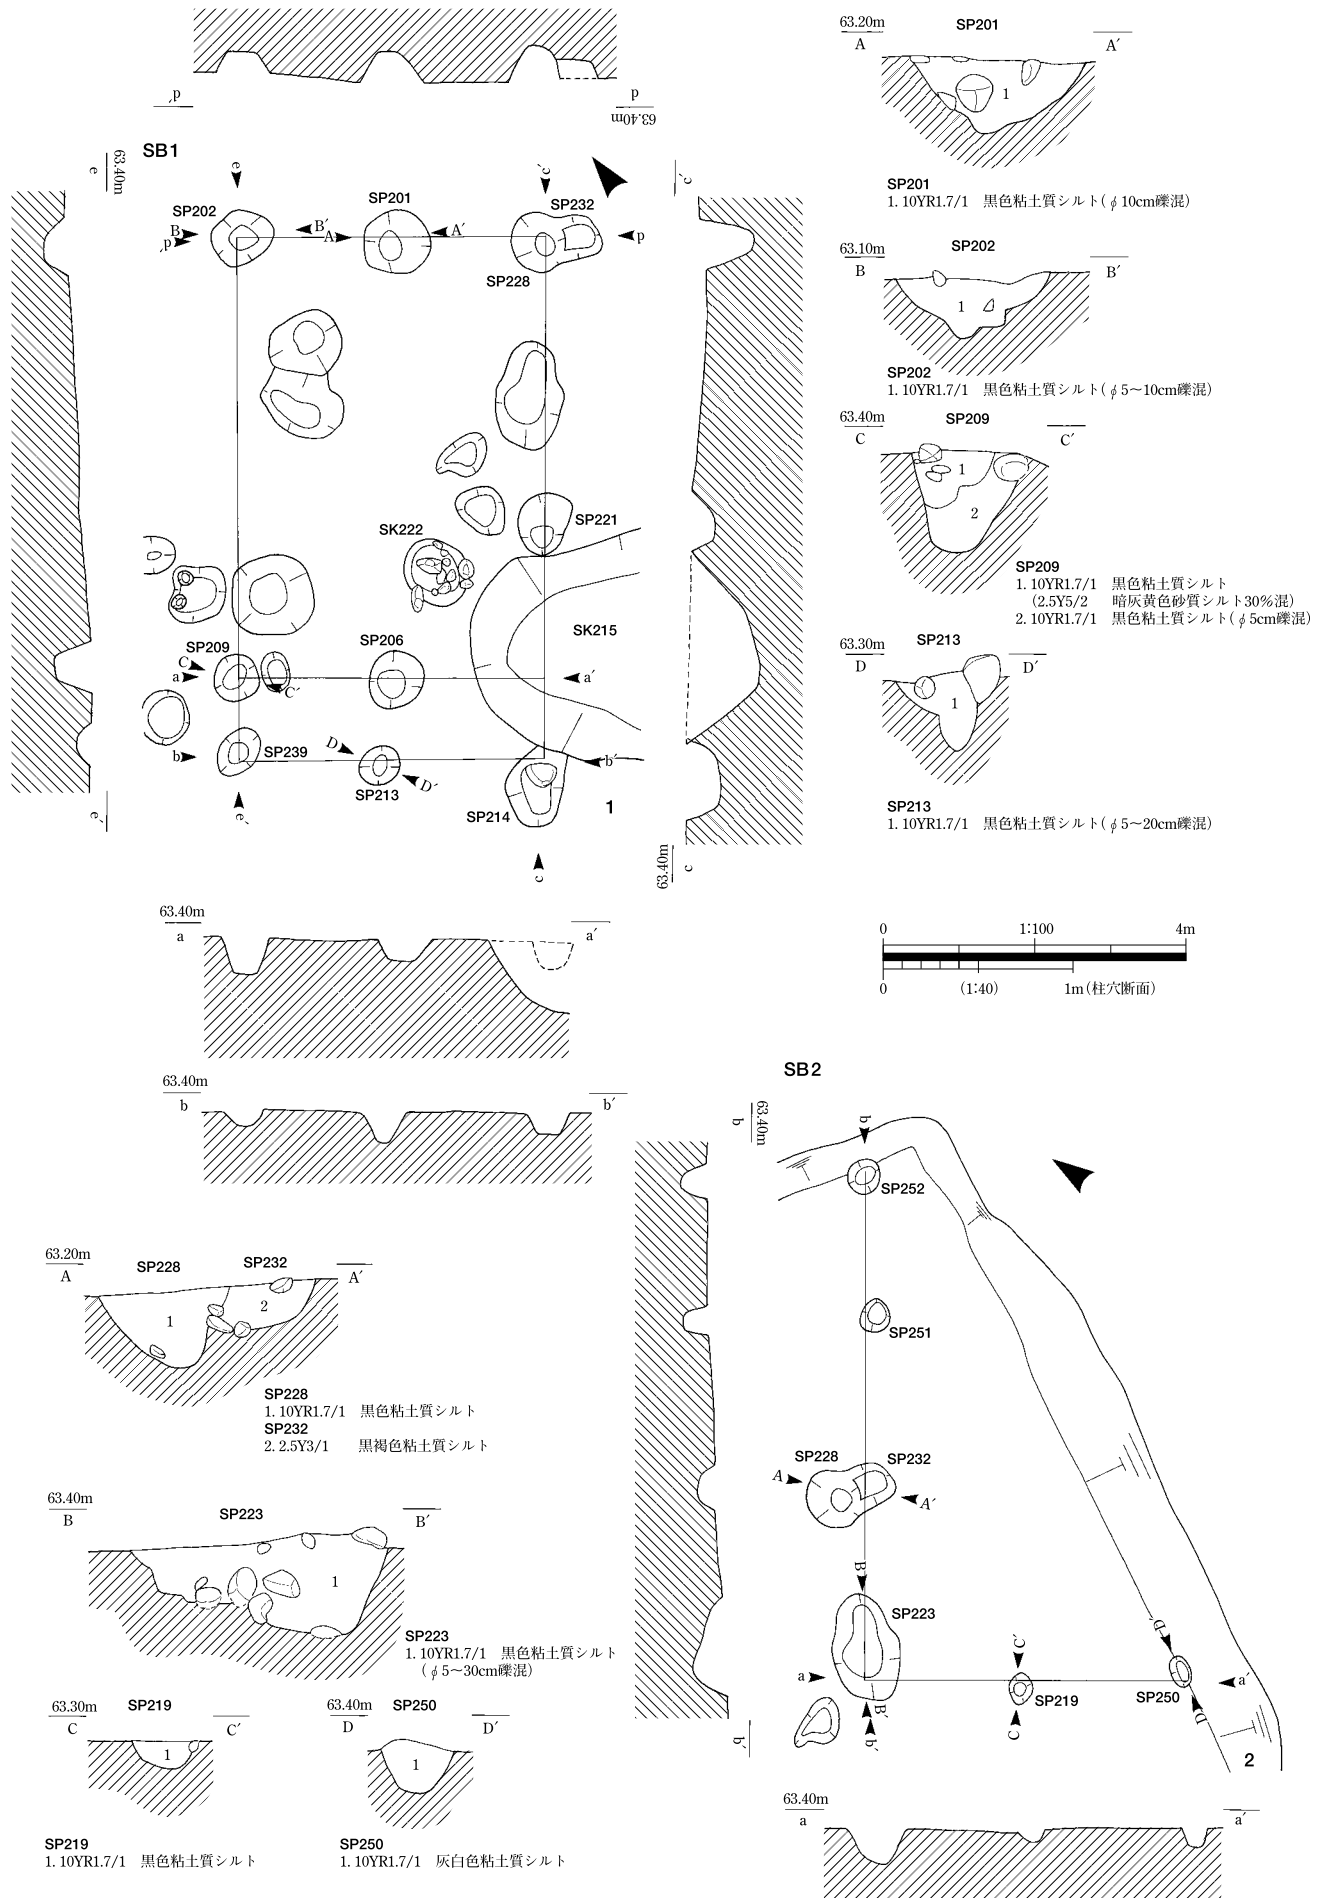 d´
d
63.40m
SB1
e
63.40m
e
c´
c´
SP202
SP201
SP232
B
B´
A
A´
d´
d
SP228
SK222
SP221
SK215
SP209
SP206
C
a
C´
a´
b
SP239
D
D´
b´
SP213
SP214
1
e´
e´
c
63.40m
c
63.20m
A
SP201
A´
SP201
1. 10YR1.7/1 黒色粘土質シルト(φ10cm礫混)
63.10m
B
SP202
B´
1
SP202
1. 10YR1.7/1 黒色粘土質シルト(φ5～10cm礫混)
63.40m
C
SP209
C´
1
2
SP209
1. 10YR1.7/1 黒色粘土質シルト
(2.5Y5/2 暗灰黄色砂質シルト30%混)
2. 10YR1.7/1 黒色粘土質シルト(φ5cm礫混)
63.30m
D
SP213
D´
1
SP213
1. 10YR1.7/1 黒色粘土質シルト(φ5～20cm礫混)
63.40m
a
a´
0 1:100 4m
0 (1:40) 1m(柱穴断面)
63.40m
b
b´
SB2
b
63.40m
b
SP252
SP251
SP228
SP232
A
A´
B
SP223
a
C´
SP219
C
D´
SP250
D
a´
B´
b´
b´
2
63.20m
A
SP228
SP232
A´
1
2
SP228
1. 10YR1.7/1 黒色粘土質シルト
SP232
2. 2.5Y3/1 黒褐色粘土質シルト
63.40m
B
SP223
B´
1
SP223
1. 10YR1.7/1 黒色粘土質シルト
(φ5～30cm礫混)
63.30m
C
SP219
C´
1
63.40m
D
SP250
D´
1
SP219
1. 10YR1.7/1 黒色粘土質シルト
SP250
1. 10YR1.7/1 灰白色粘土質シルト
63.40m
a
a´